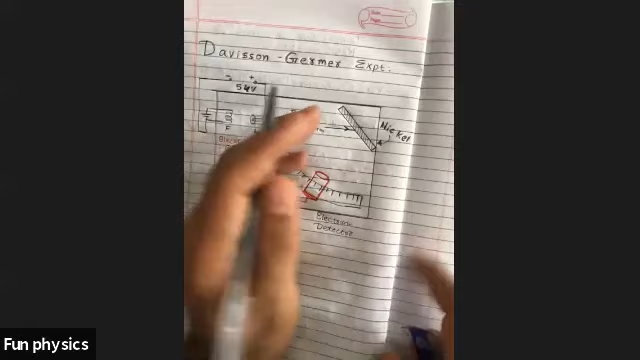 Davisson - Germer Expt.
- +
54V
F
Nickel
Electron
Detector
Fun physics